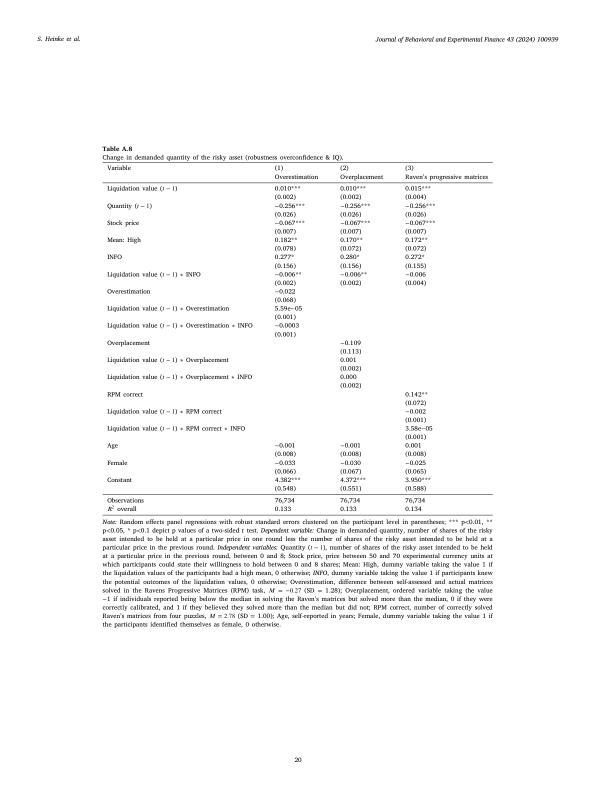 S. Heinke et al.
Journal of Behavioral and Experimental Finance 43 (2024) 100939
Table A.8
Change in demanded quantity of the risky asset (robustness overconfidence & IQ).
Variable (1) (2) (3)
Overestimation Overplacement Raven's progressive matrices
Liquidation value (t − 1) 0.010*** 0.010*** 0.015***
(0.002) (0.002) (0.004)
Quantity (t − 1) −0.256*** −0.256*** −0.256***
(0.026) (0.026) (0.026)
Stock price −0.067*** −0.067*** −0.067***
(0.007) (0.007) (0.007)
Mean: High 0.182** 0.170** 0.172**
(0.078) (0.072) (0.072)
INFO 0.277* 0.280* 0.272*
(0.156) (0.156) (0.155)
Liquidation value (t − 1) * INFO −0.006** −0.006** −0.006
(0.002) (0.002) (0.004)
Overestimation −0.022
(0.068)
Liquidation value (t − 1) * Overestimation 5.59e−05
(0.001)
Liquidation value (t − 1) * Overestimation * INFO −0.0003
(0.001)
Overplacement −0.109
(0.113)
Liquidation value (t − 1) * Overplacement 0.001
(0.002)
Liquidation value (t − 1) * Overplacement * INFO 0.000
(0.002)
RPM correct 0.142**
(0.072)
Liquidation value (t − 1) * RPM correct −0.002
(0.001)
Liquidation value (t − 1) * RPM correct * INFO 3.58e−05
(0.001)
Age −0.001 −0.001 0.001
(0.008) (0.008) (0.008)
Female −0.033 −0.030 −0.025
(0.066) (0.067) (0.065)
Constant 4.382*** 4.372*** 3.950***
(0.548) (0.551) (0.588)
Observations 76,734 76,734 76,734
R² overall 0.133 0.133 0.134
Note: Random effects panel regressions with robust standard errors clustered on the participant level in parentheses; *** p<0.01, **
p<0.05, * p<0.1 depict p values of a two-sided t test. Dependent variable: Change in demanded quantity, number of shares of the risky
asset intended to be held at a particular price in one round less the number of shares of the risky asset intended to be held at a
particular price in the previous round. Independent variables: Quantity (t − 1), number of shares of the risky asset intended to be held
at a particular price in the previous round, between 0 and 8; Stock price, price between 50 and 70 experimental currency units at
which participants could state their willingness to hold between 0 and 8 shares; Mean: High, dummy variable taking the value 1 if
the liquidation values of the participants had a high mean, 0 otherwise; INFO, dummy variable taking the value 1 if participants knew
the potential outcomes of the liquidation values, 0 otherwise; Overestimation, difference between self-assessed and actual matrices
solved in the Ravens Progressive Matrices (RPM) task, M = −0.27 (SD = 1.28); Overplacement, ordered variable taking the value
−1 if individuals reported being below the median in solving the Raven's matrices but solved more than the median, 0 if they were
correctly calibrated, and 1 if they believed they solved more than the median but did not; RPM correct, number of correctly solved
Raven's matrices from four puzzles, M = 2.78 (SD = 1.00); Age, self-reported in years; Female, dummy variable taking the value 1 if
the participants identified themselves as female, 0 otherwise.
20